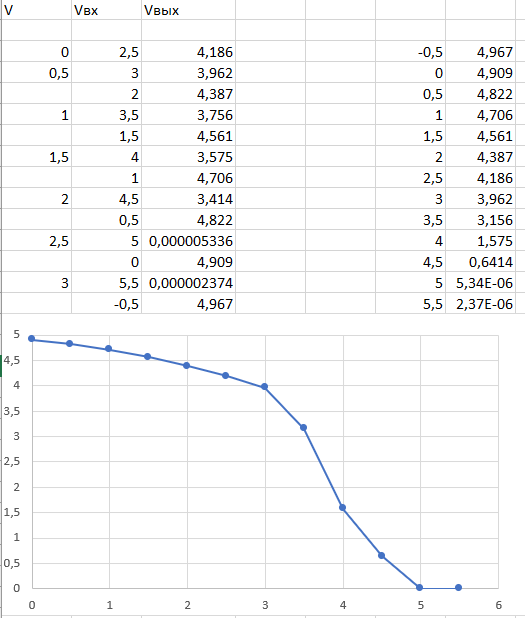 V Vвх Vвых
0 2,5 4,186 -0,5 4,967
0,5 3 3,962 0 4,909
2 4,387 0,5 4,822
1 3,5 3,756 1 4,706
1,5 4,561 1,5 4,561
1,5 4 3,575 2 4,387
1 4,706 2,5 4,186
2 4,5 3,414 3 3,962
0,5 4,822 3,5 3,156
2,5 5 0,000005336 4 1,575
0 4,909 4,5 0,6414
3 5,5 0,000002374 5 5,34E-06
-0,5 4,967 5,5 2,37E-06
5
4,5
4
3,5
3
2,5
2
1,5
1
0,5
0
0 1 2 3 4 5 6